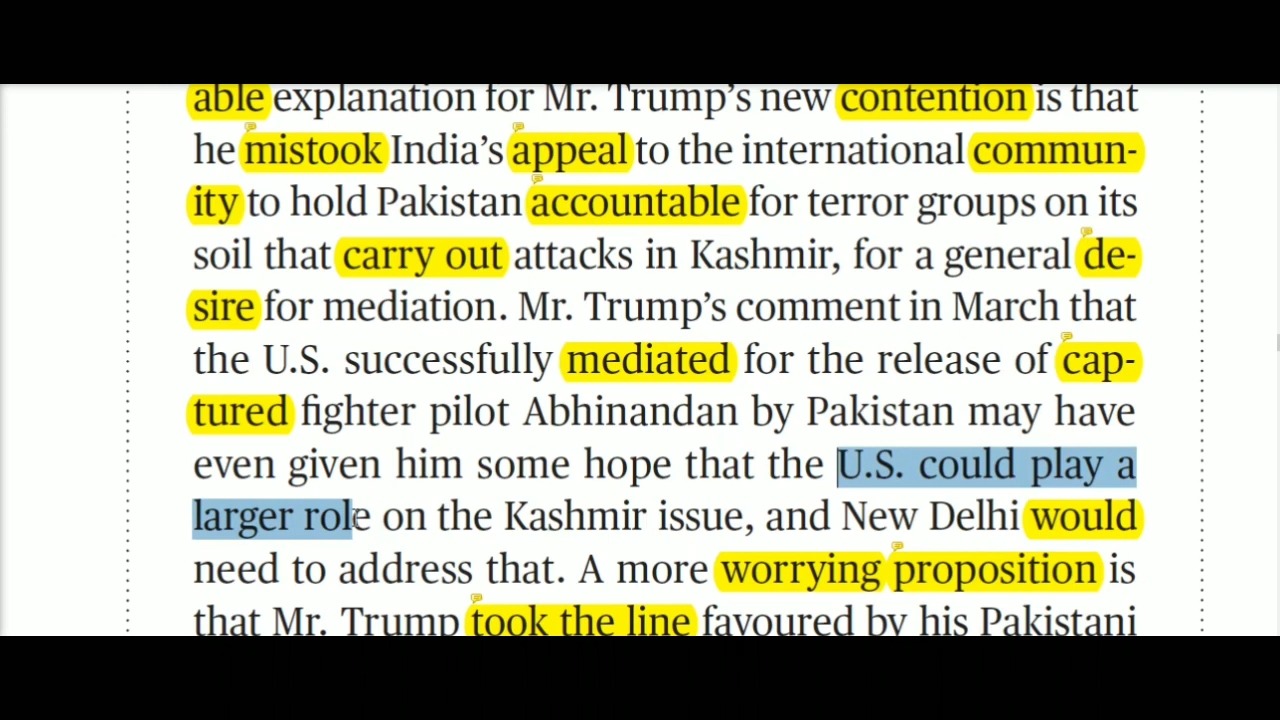 able explanation for Mr. Trump's new contention is that
he mistook India's appeal to the international commun-
ity to hold Pakistan accountable for terror groups on its
soil that carry out attacks in Kashmir, for a general de-
sire for mediation. Mr. Trump's comment in March that
the U.S. successfully mediated for the release of cap-
tured fighter pilot Abhinandan by Pakistan may have
even given him some hope that the U.S. could play a
larger role on the Kashmir issue, and New Delhi would
need to address that. A more worrying proposition is
that Mr. Trump took the line favoured by his Pakistani